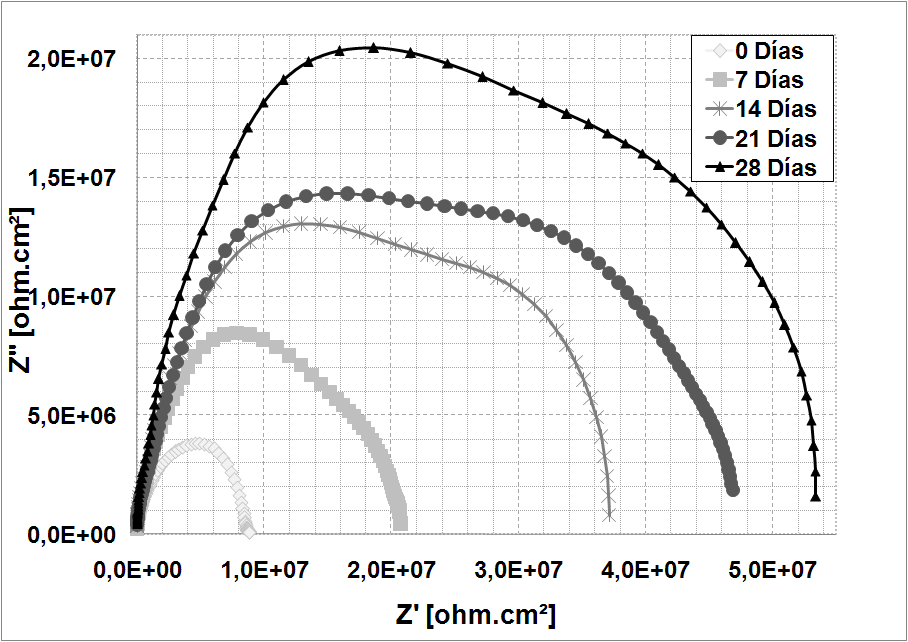 2,0E+07
1,5E+07
1,0E+07
5,0E+06
0,0E+00
Z'' [ohm.cm²]
0 Días
7 Días
14 Días
21 Días
28 Días
0,0E+00 1,0E+07 2,0E+07 3,0E+07 4,0E+07 5,0E+07
Z' [ohm.cm²]